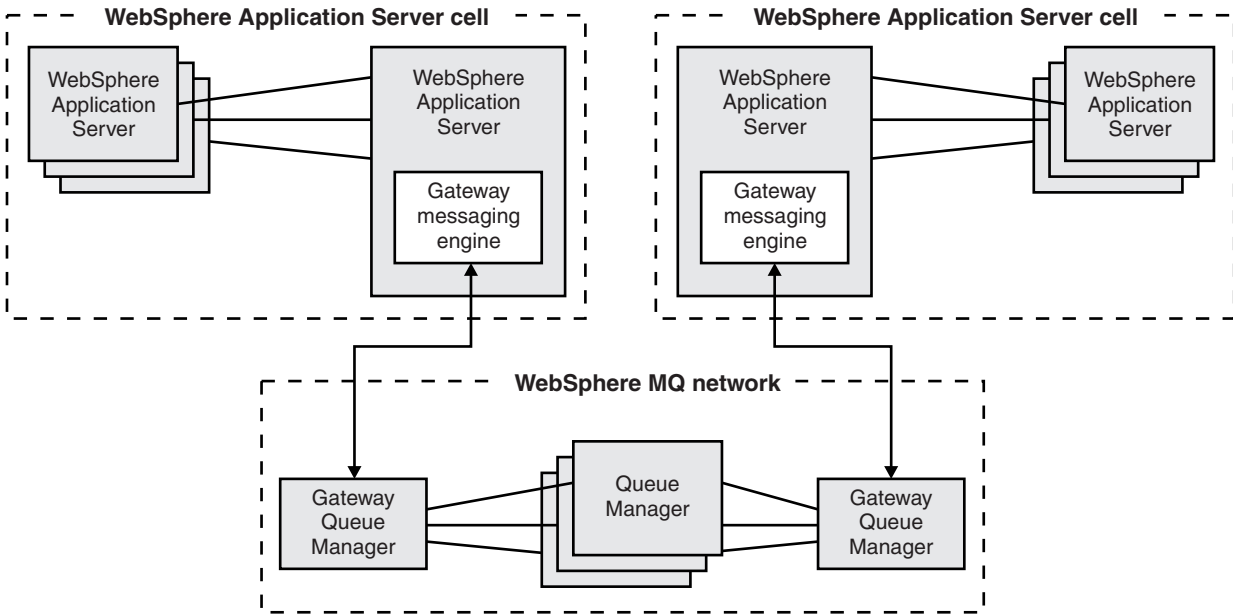 WebSphere Application Server cell
WebSphere
Application
Server
WebSphere
Application
Server
Gateway
messaging
engine
WebSphere Application Server cell
WebSphere
Application
Server
Gateway
messaging
engine
WebSphere
Application
Server
WebSphere MQ network
Gateway
Queue
Manager
Queue
Manager
Gateway
Queue
Manager